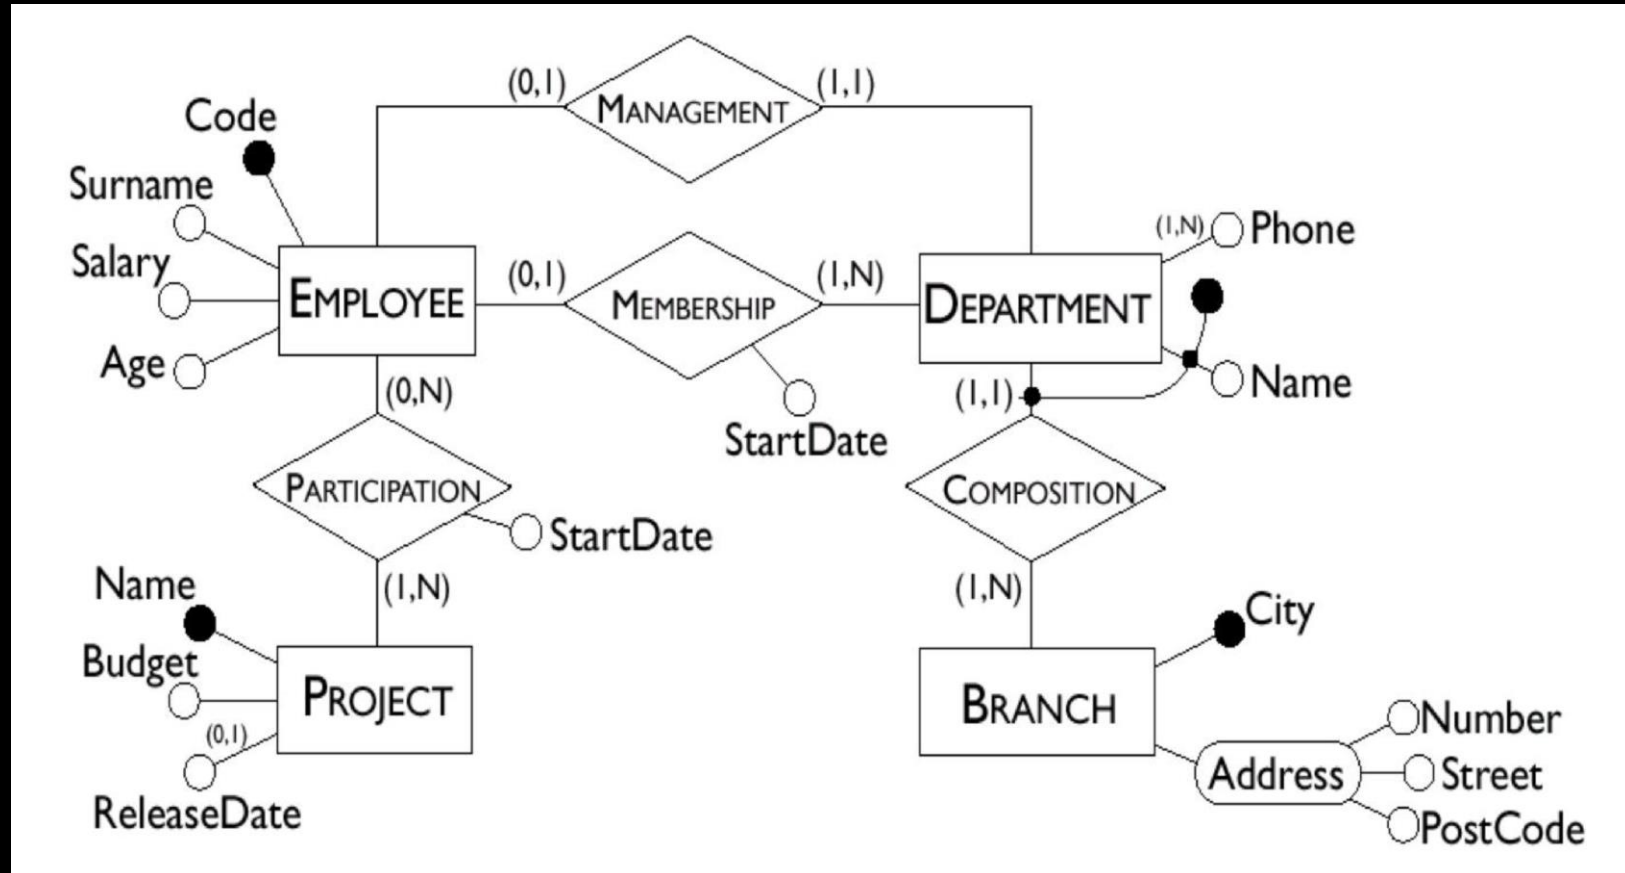 (0,1)
MANAGEMENT
(1,1)
Code
Surname
Salary
Age
EMPLOYEE
(0,1)
MEMBERSHIP
(1,N)
StartDate
DEPARTMENT
(1,N)
Phone
Name
(0,N)
PARTICIPATION
StartDate
(1,N)
(1,1)
COMPOSITION
(1,N)
Name
Budget
(0,1)
ReleaseDate
PROJECT
BRANCH
City
Address
Number
Street
PostCode